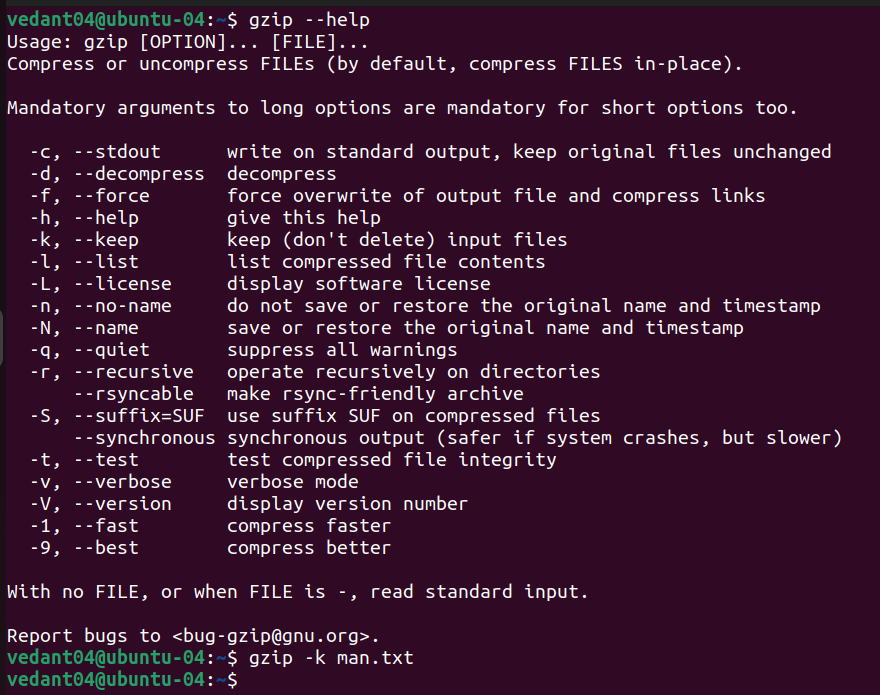 vedant04@ubuntu-04:~$ gzip --help
Usage: gzip [OPTION]... [FILE]...
Compress or uncompress FILEs (by default, compress FILES in-place).

Mandatory arguments to long options are mandatory for short options too.

  -c, --stdout      write on standard output, keep original files unchanged
  -d, --decompress  decompress
  -f, --force       force overwrite of output file and compress links
  -h, --help        give this help
  -k, --keep        keep (don't delete) input files
  -l, --list        list compressed file contents
  -L, --license     display software license
  -n, --no-name     do not save or restore the original name and timestamp
  -N, --name        save or restore the original name and timestamp
  -q, --quiet       suppress all warnings
  -r, --recursive   operate recursively on directories
      --rsyncable   make rsync-friendly archive
  -S, --suffix=SUF  use suffix SUF on compressed files
      --synchronous synchronous output (safer if system crashes, but slower)
  -t, --test        test compressed file integrity
  -v, --verbose     verbose mode
  -V, --version     display version number
  -1, --fast        compress faster
  -9, --best        compress better

With no FILE, or when FILE is -, read standard input.

Report bugs to <bug-gzip@gnu.org>.
vedant04@ubuntu-04:~$ gzip -k man.txt
vedant04@ubuntu-04:~$